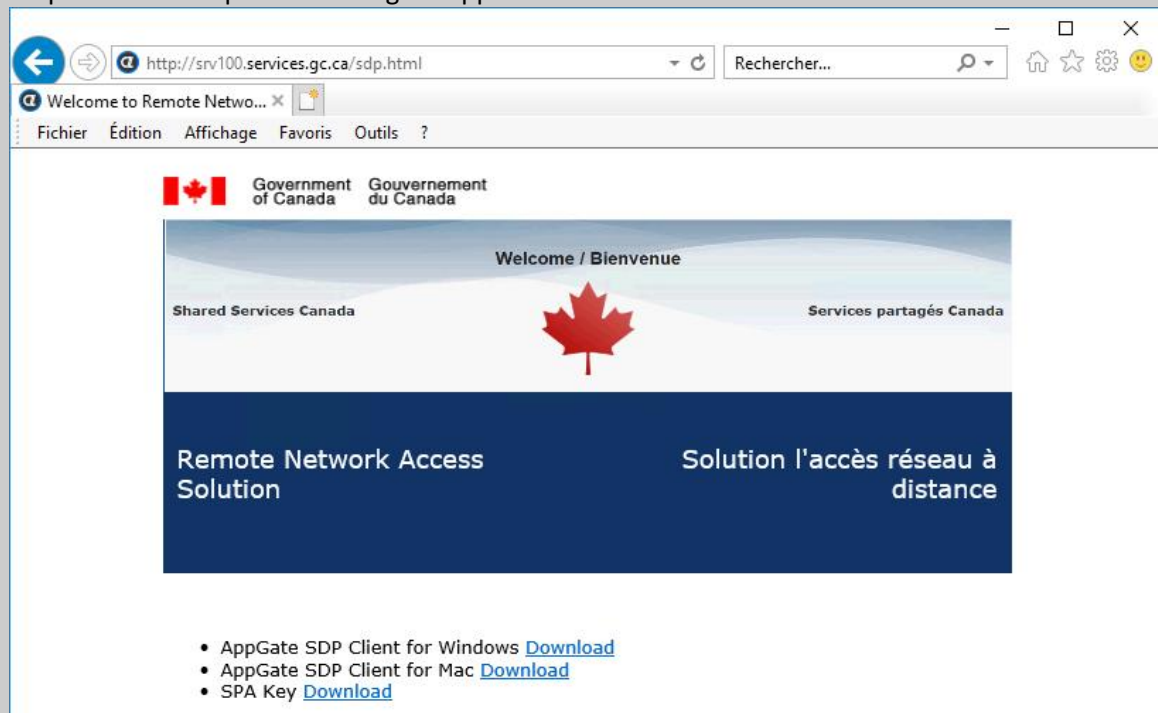 http://srv100.services.gc.ca/sdp.html
Rechercher...
Welcome to Remote Netwo...
Fichier Édition Affichage Favoris Outils ?
Government Gouvernement
of Canada du Canada
Welcome / Bienvenue
Shared Services Canada Services partagés Canada
Remote Network Access Solution l'accès réseau à
Solution distance
• AppGate SDP Client for Windows Download
• AppGate SDP Client for Mac Download
• SPA Key Download